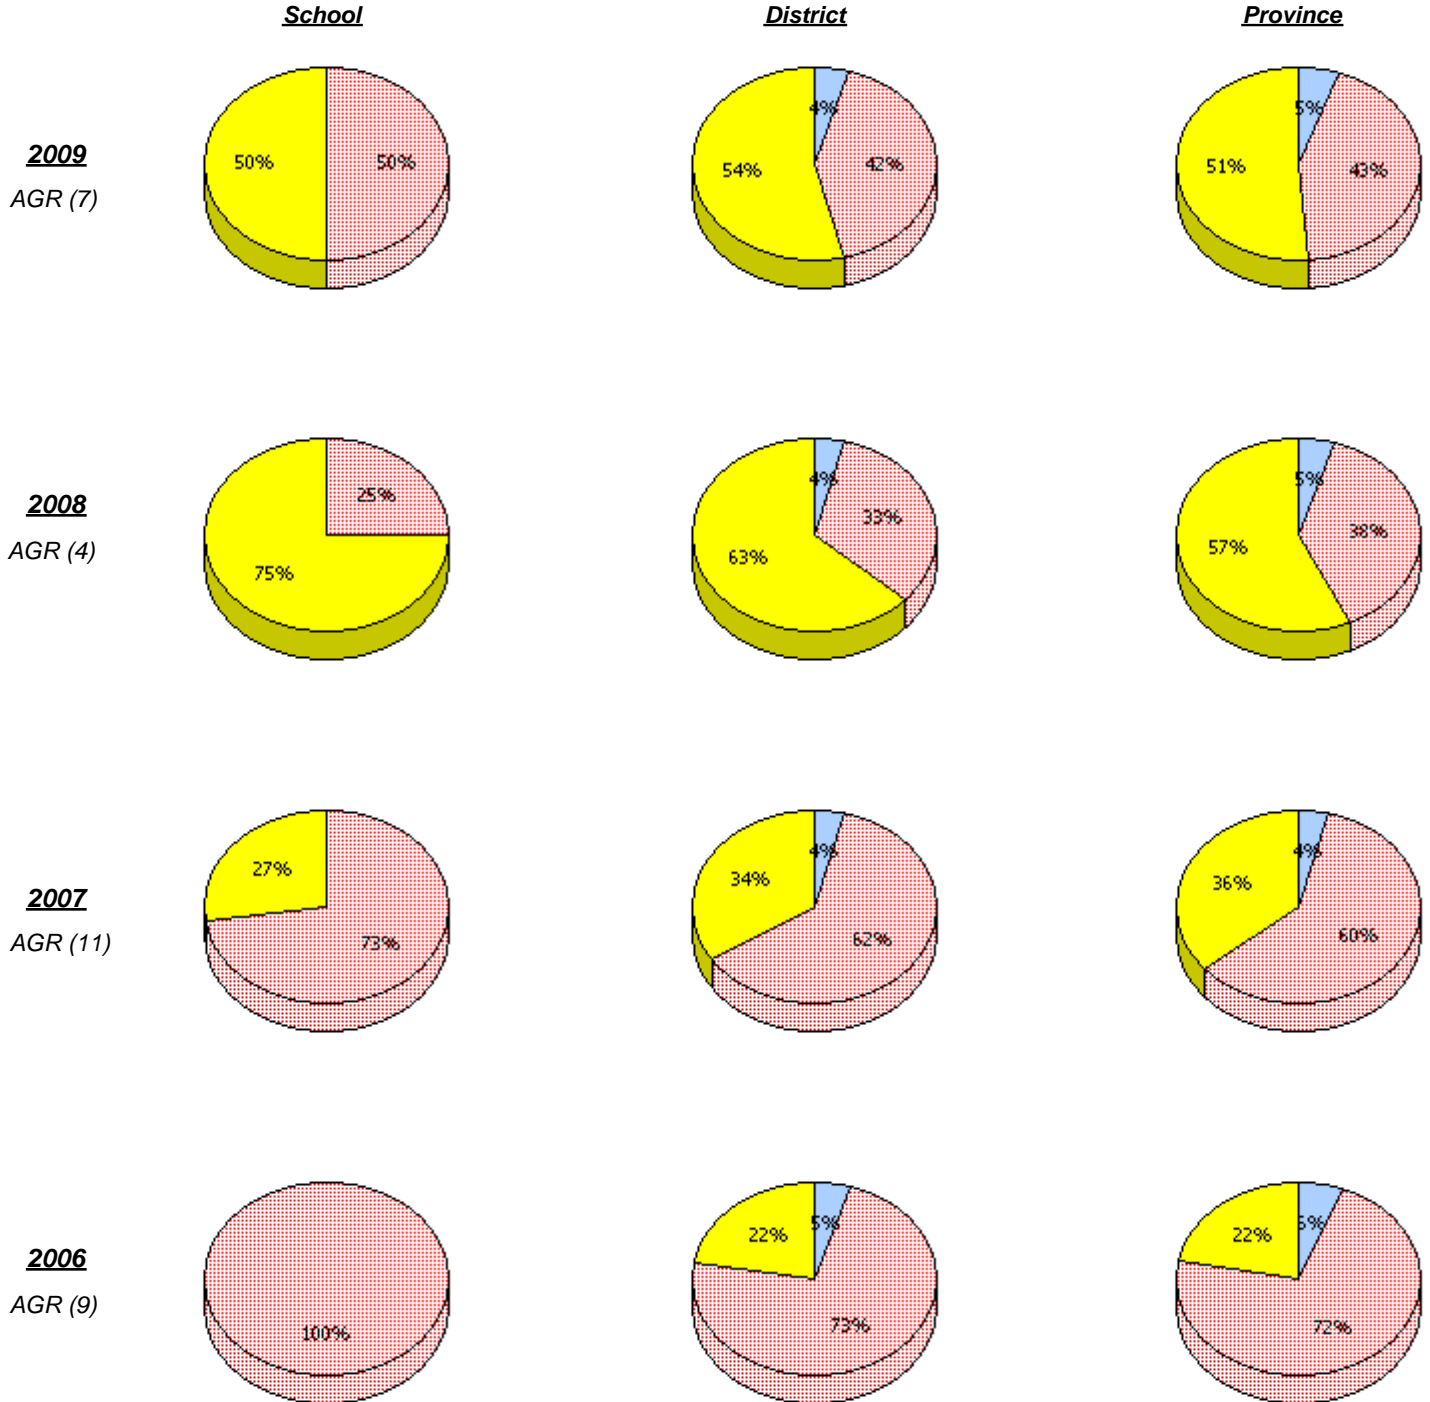 School District Province
50% 50% 4% 42% 54% 5% 43% 51%
2009
AGR (7)
25% 75% 4% 33% 63% 5% 38% 57%
2008
AGR (4)
27% 73% 4% 34% 62% 4% 36% 60%
2007
AGR (11)
100% 5% 22% 73% 22% 72%
2006
AGR (9)